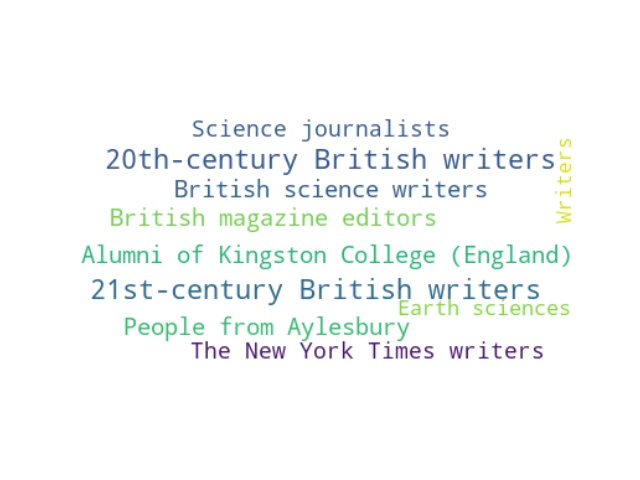 Science journalists
20th-century British writers
Writers
British science writers
British magazine editors
Alumni of Kingston College (England)
21st-century British writers
Earth sciences
People from Aylesbury
The New York Times writers